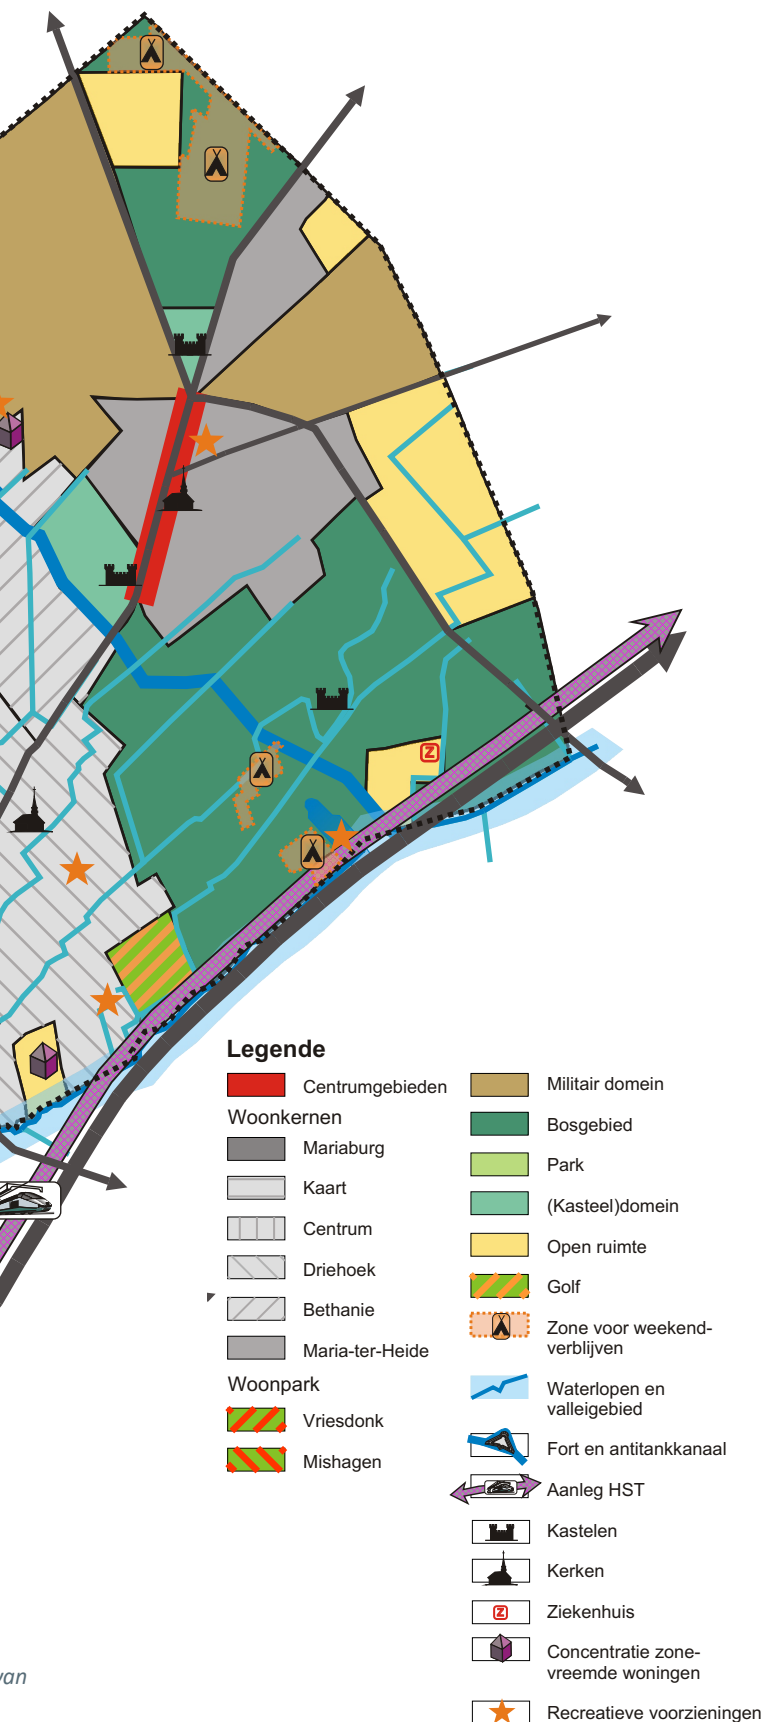 Legende
Centrumgebieden
Woonkernen
Mariaburg
Kaart
Centrum
Driehoek
Bethanie
Maria-ter-Heide
Woonpark
Vriesdonk
Mishagen
Militair domein
Bosgebied
Park
(Kasteel)domein
Open ruimte
Golf
Zone voor weekend-
verblijven
Waterlopen en
valleigebied
Fort en antitankkanaal
Aanleg HST
Kastelen
Kerken
Z
Ziekenhuis
Concentratie zone-
vreemde woningen
Recreatieve voorzieningen
van
Z